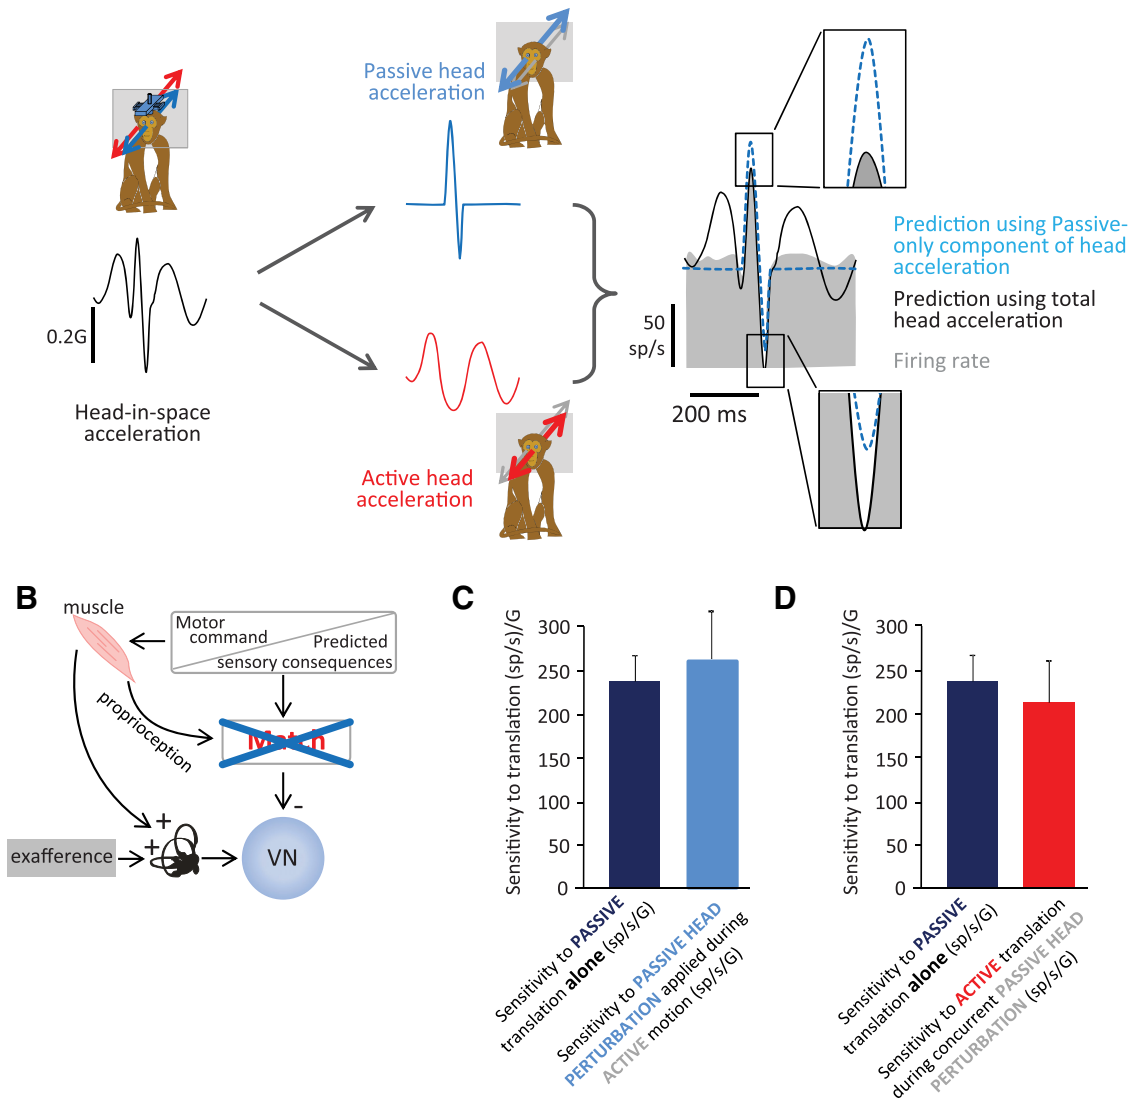 Passive head
acceleration
0.2G
Head-in-space
acceleration
Active head
acceleration
50
sp/s
200 ms
Prediction using Passive-
only component of head
acceleration
Prediction using total
head acceleration
Firing rate
B
muscle
Motor
command
Predicted
sensory consequences
proprioception
Match
-
+
+
exafference
VN
C
Sensitivity to translation (sp/s)/G
300
250
200
150
100
50
0
Sensitivity to PASSIVE
translation alone (sp/s/G)
Sensitivity to PASSIVE HEAD
PERTURBATION applied during
ACTIVE motion (sp/s/G)
D
Sensitivity to translation (sp/s)/G
300
250
200
150
100
50
0
Sensitivity to PASSIVE
translation alone (sp/s/G)
Sensitivity to ACTIVE translation
during concurrent PASSIVE HEAD
PERTURBATION (sp/s/G)